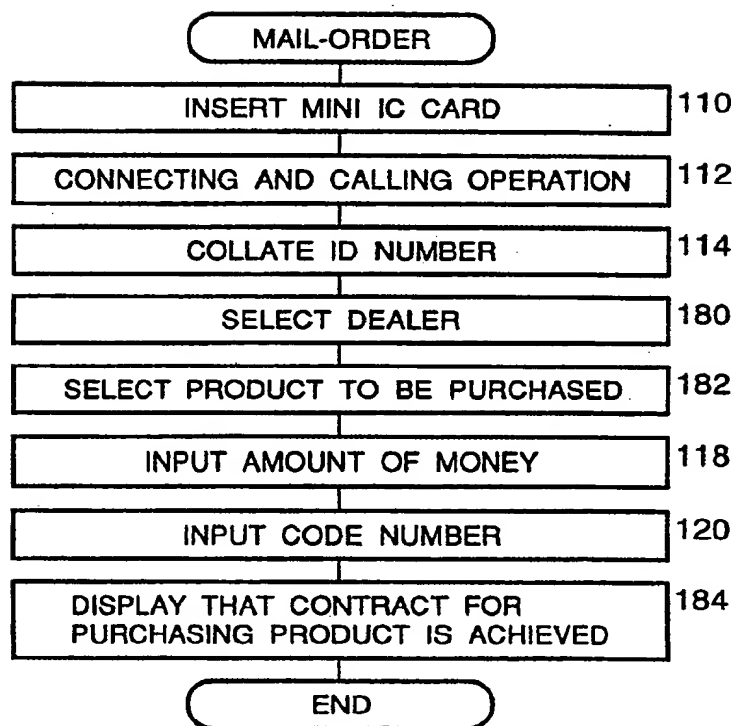 MAIL-ORDER
INSERT MINI IC CARD 110
CONNECTING AND CALLING OPERATION 112
COLLATE ID NUMBER 114
SELECT DEALER 180
SELECT PRODUCT TO BE PURCHASED 182
INPUT AMOUNT OF MONEY 118
INPUT CODE NUMBER 120
DISPLAY THAT CONTRACT FOR 184
PURCHASING PRODUCT IS ACHIEVED
END